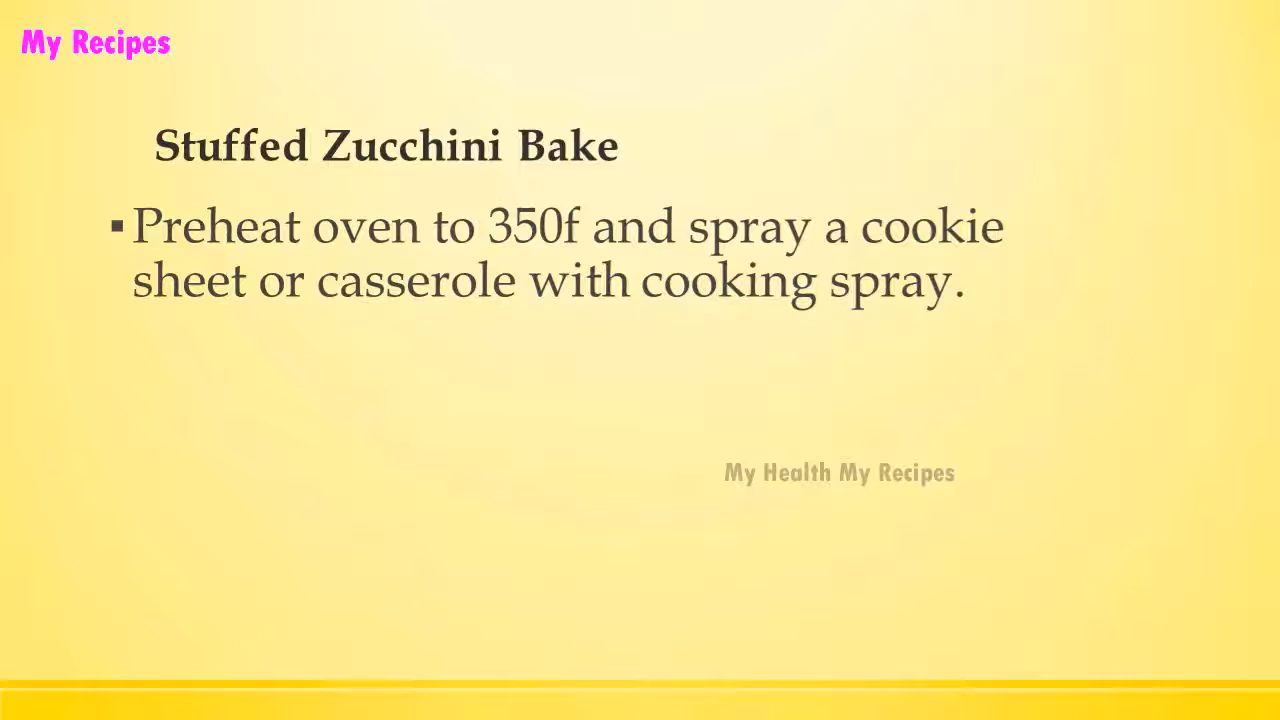 My Recipes
Stuffed Zucchini Bake
▪Preheat oven to 350f and spray a cookie
sheet or casserole with cooking spray.
My Health My Recipes